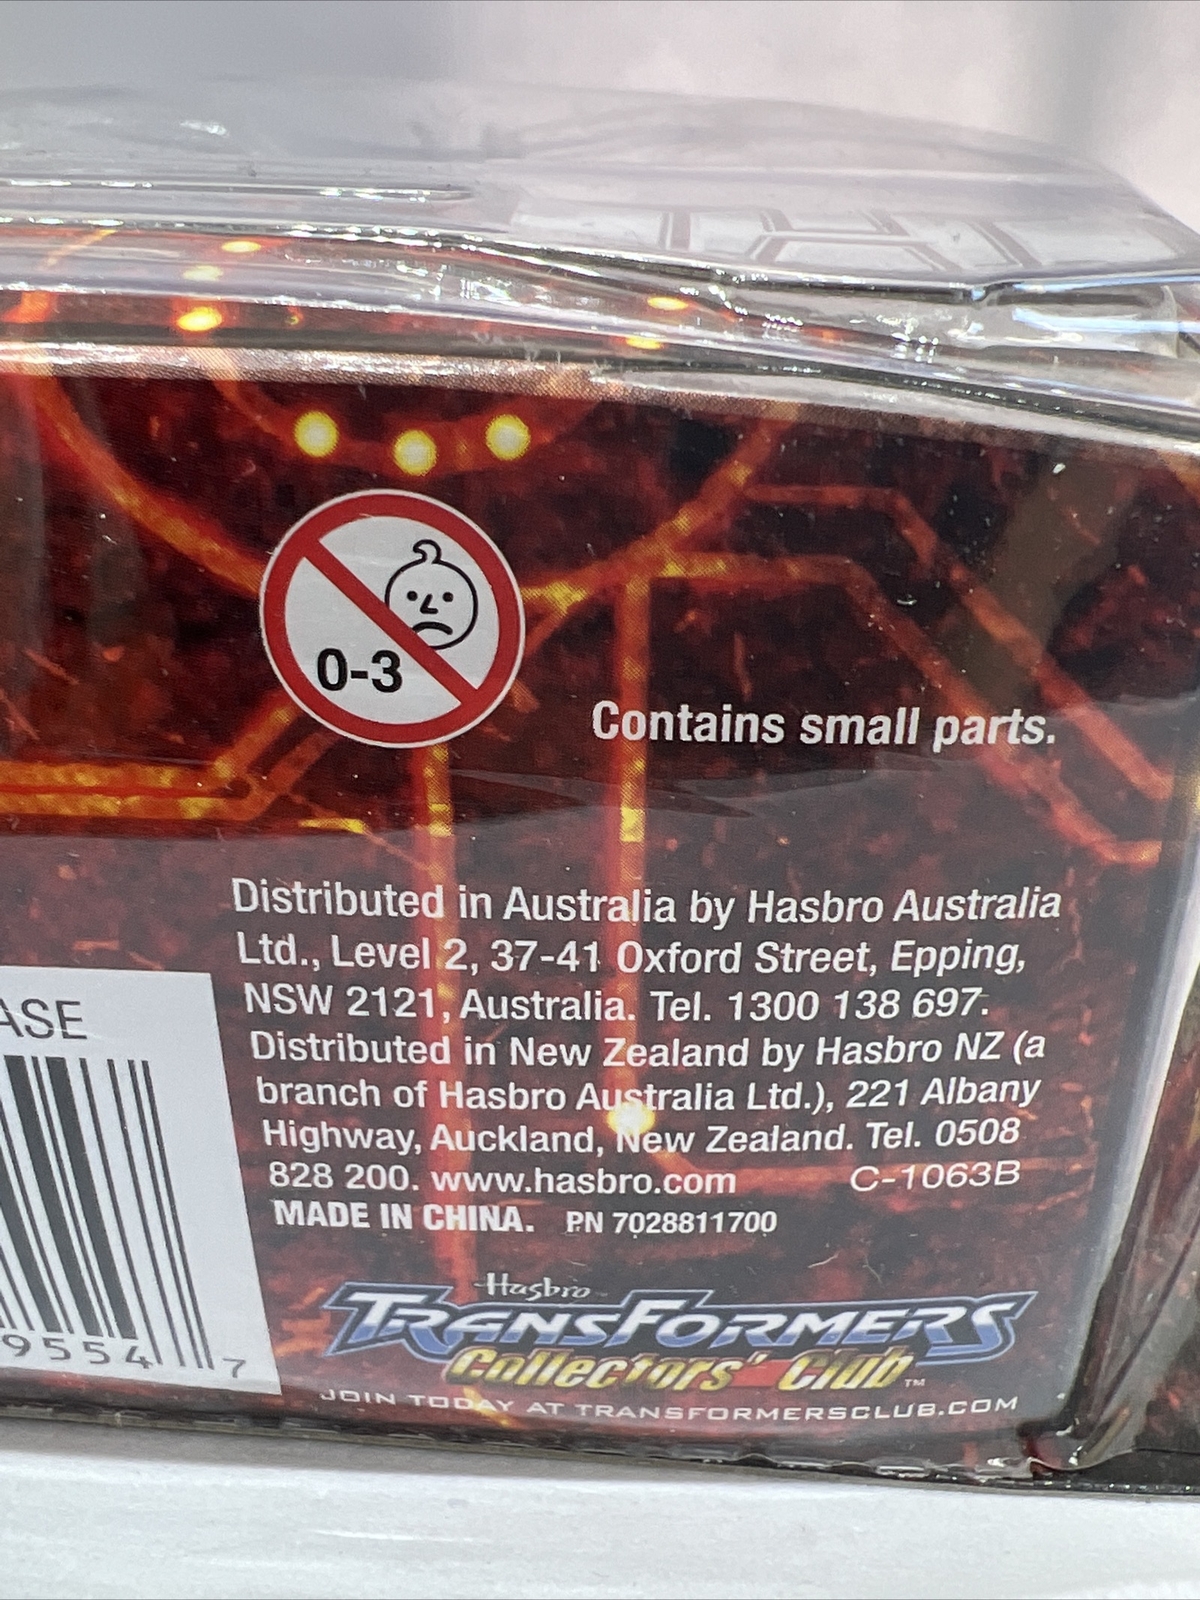 0-3
Contains small parts.
Distributed in Australia by Hasbro Australia
Ltd., Level 2, 37-41 Oxford Street, Epping,
NSW 2121, Australia. Tel. 1300 138 697.
Distributed in New Zealand by Hasbro NZ (a
branch of Hasbro Australia Ltd.), 221 Albany
Highway, Auckland, New Zealand. Tel. 0508
828 200. www.hasbro.com C-1063B
MADE IN CHINA. PN 7028811700
ASE
9554 7
Hasbro
TRANSFORMERS
Collectors' Club™
JOIN TODAY AT TRANSFORMERSCLUB.COM